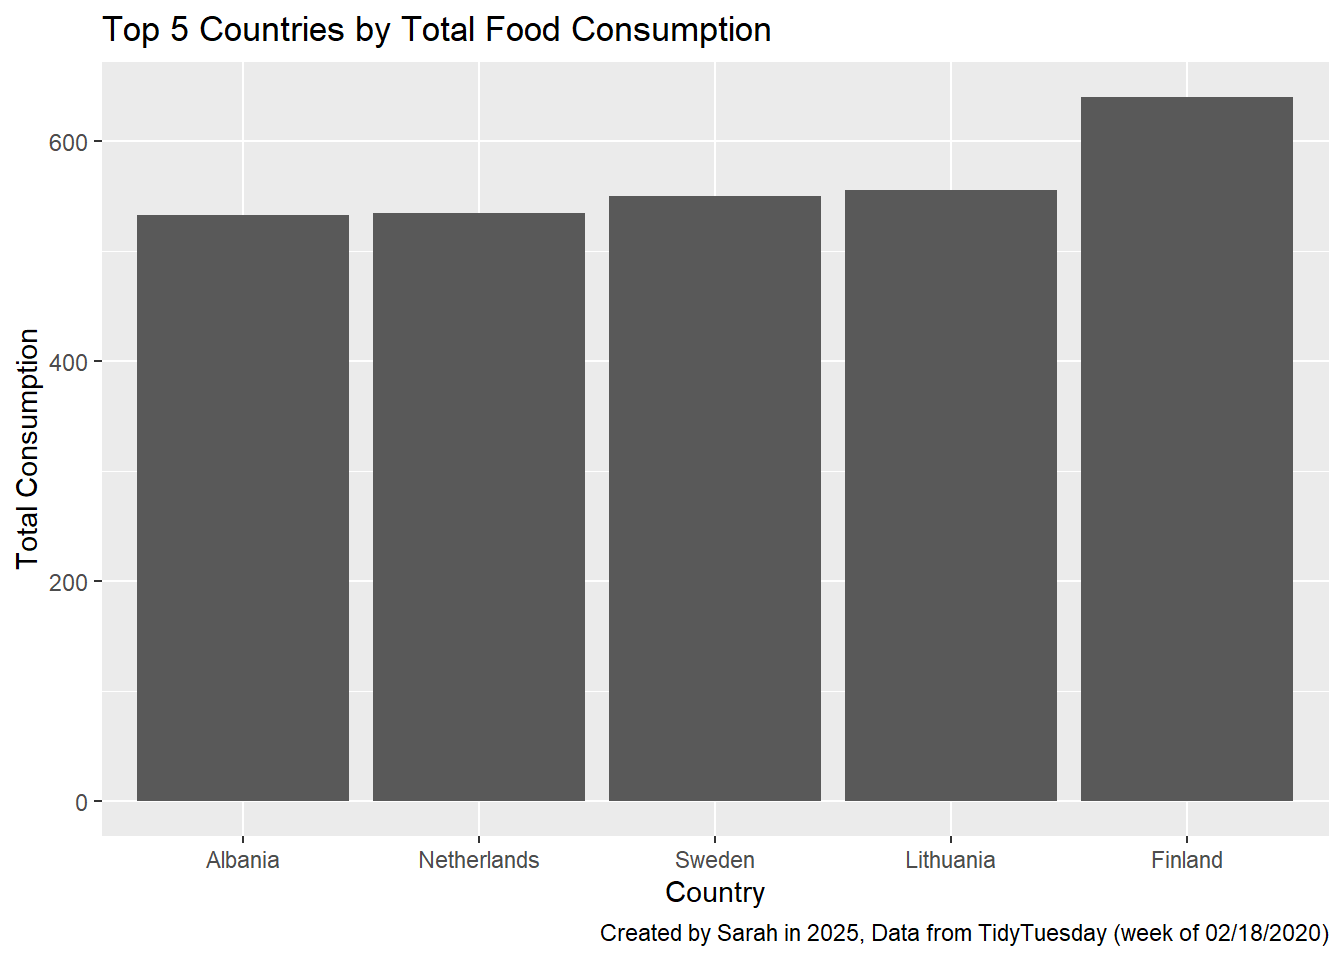 Top 5 Countries by Total Food Consumption
Total Consumption
600
400
200
0
Albania Netherlands Sweden Lithuania Finland
Country
Created by Sarah in 2025, Data from TidyTuesday (week of 02/18/2020)